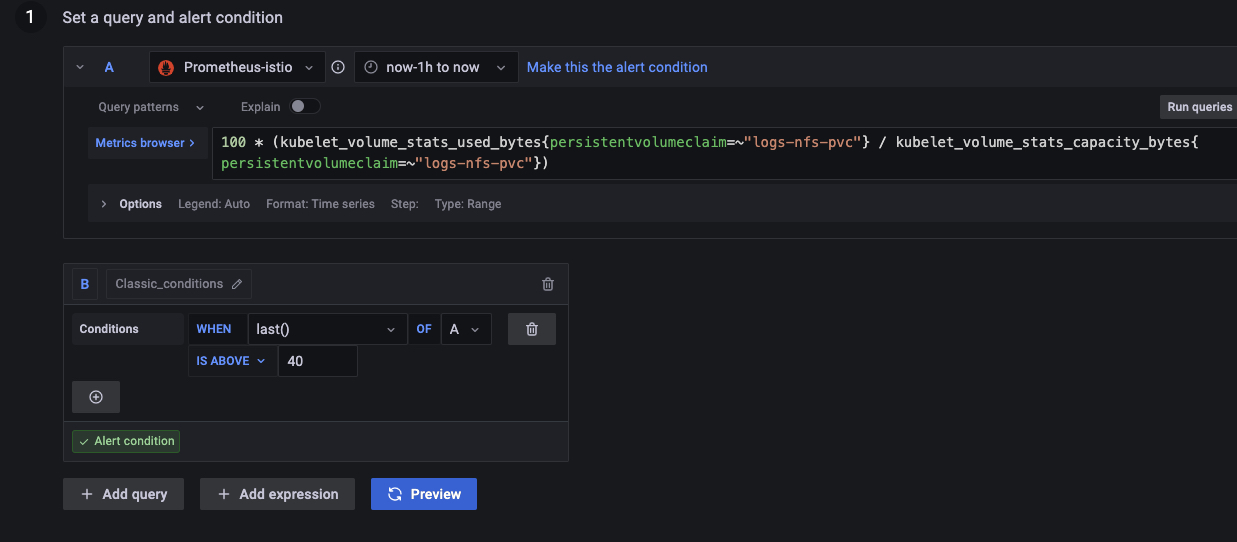 1 Set a query and alert condition
A Prometheus-istio now-1h to now Make this the alert condition
Query patterns Explain Run queries
Metrics browser > 100 * (kubelet_volume_stats_used_bytes{persistentvolumeclaim=~"logs-nfs-pvc"} / kubelet_volume_stats_capacity_bytes{
persistentvolumeclaim=~"logs-nfs-pvc"})
> Options Legend: Auto Format: Time series Step: Type: Range
B Classic_conditions
Conditions WHEN last() OF A
IS ABOVE 40
Alert condition
+ Add query + Add expression Preview